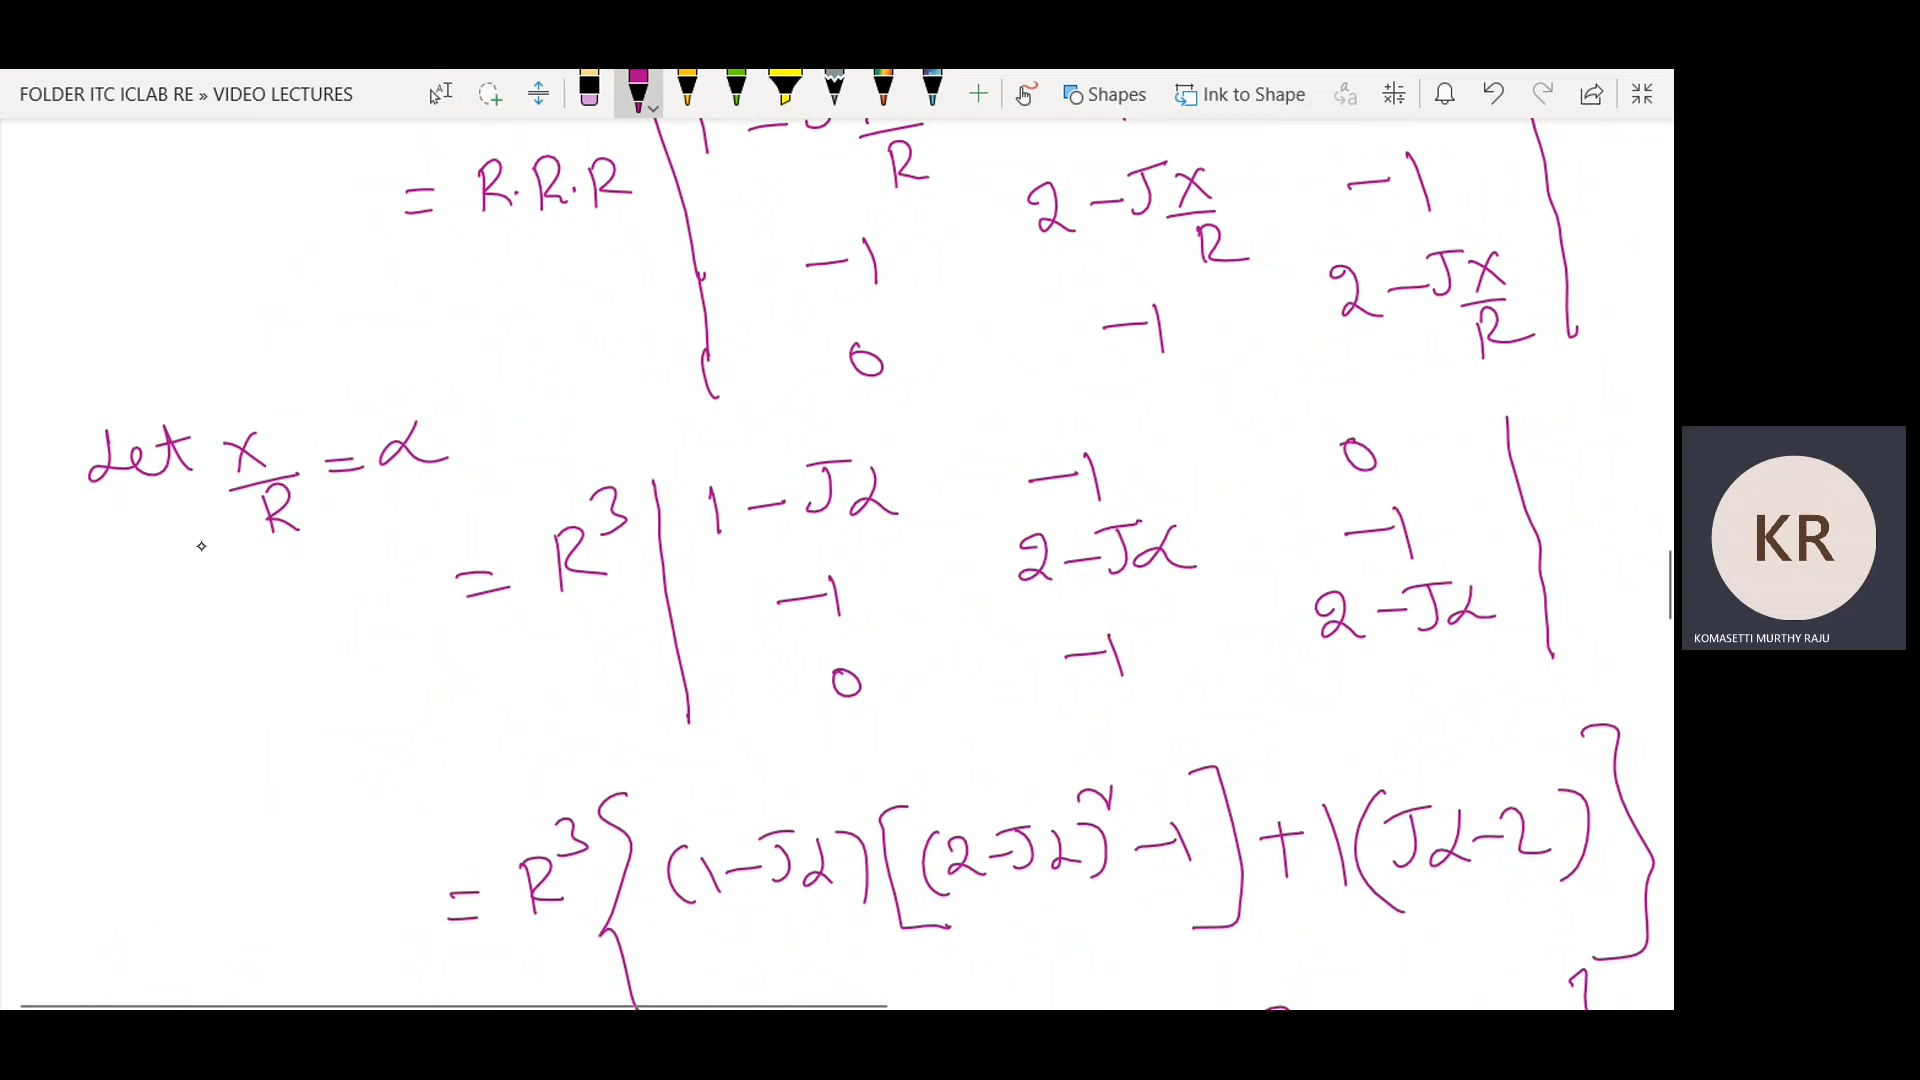 FOLDER ITC ICLAB RE » VIDEO LECTURES
Shapes
Ink to Shape
= R.R.R | 1 - J X/R
-1 2 - J X/R -1
0 -1 2 - J X/R |
Let X/R = α
= R³ | 1 - Jα -1 0
-1 2 - Jα -1
0 -1 2 - Jα |
= R³ { (1 - Jα) [(2 - Jα)² - 1] + 1 (Jα - 2) }
KR
KOMASETTI MURTHY RAJU